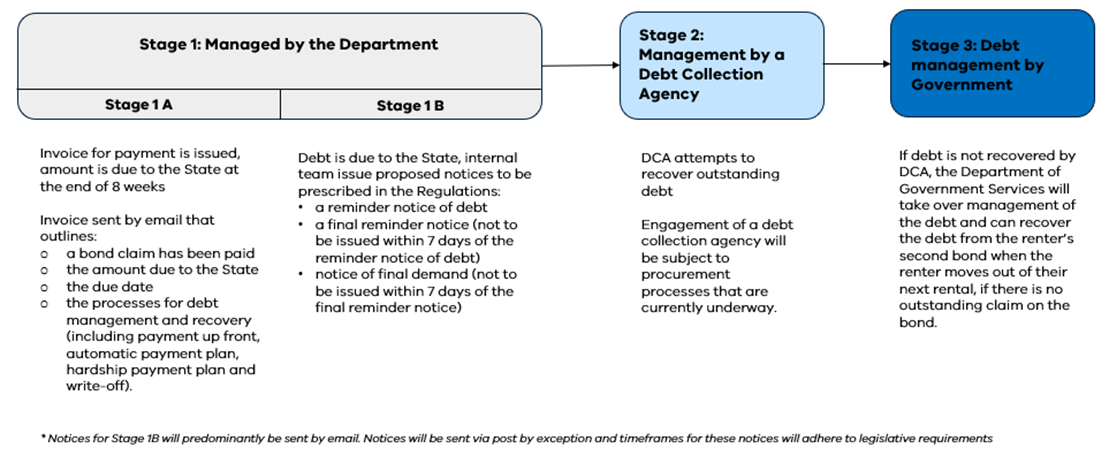 Stage 1: Managed by the Department
Stage 1 A
Stage 1 B
Stage 2:
Management by a
Debt Collection
Agency
Stage 3: Debt
management by
Government
Invoice for payment is issued,
amount is due to the State at
the end of 8 weeks
Invoice sent by email that
outlines:
o a bond claim has been paid
o the amount due to the State
o the due date
o the processes for debt
management and recovery
(including payment up front,
automatic payment plan,
hardship payment plan and
write-off).
Debt is due to the State, internal
team issue proposed notices to be
prescribed in the Regulations:
• a reminder notice of debt
• a final reminder notice (not to
be issued within 7 days of the
reminder notice of debt)
• notice of final demand (not to
be issued within 7 days of the
final reminder notice)
DCA attempts to
recover outstanding
debt
Engagement of a debt
collection agency will
be subject to
procurement
processes that are
currently underway.
If debt is not recovered by
DCA, the Department of
Government Services will
take over management of
the debt and can recover
the debt from the renter's
second bond when the
renter moves out of their
next rental, if there is no
outstanding claim on the
bond.
* Notices for Stage 1B will predominantly be sent by email. Notices will be sent via post by exception and timeframes for these notices will adhere to legislative requirements